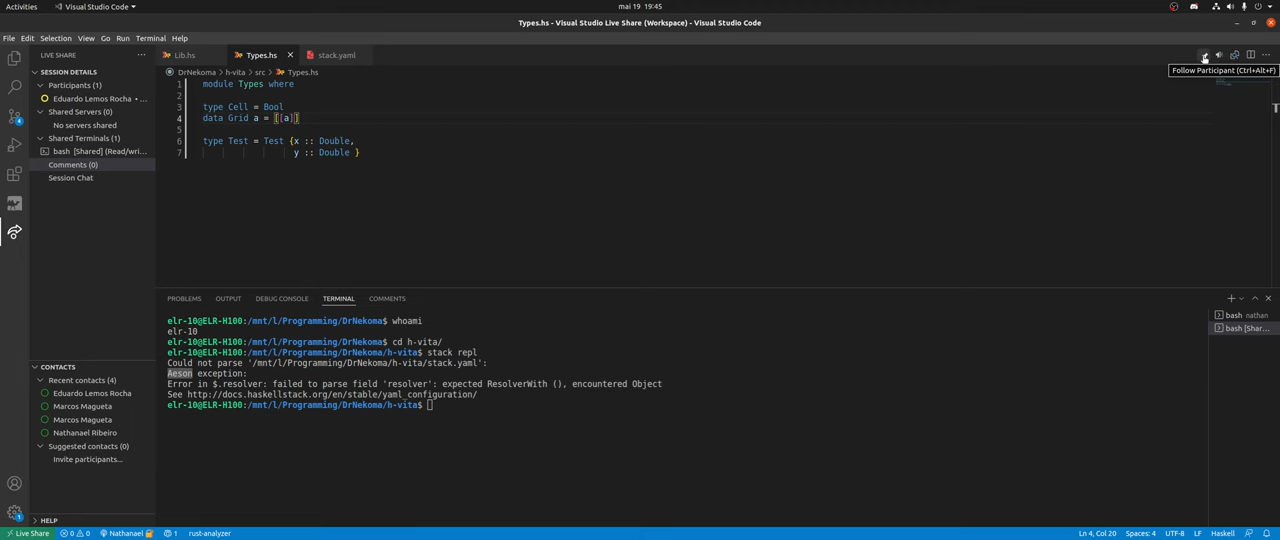 Activities
Visual Studio Code
mai 19 19:45
Types.hs - Visual Studio Live Share (Workspace) - Visual Studio Code
File Edit Selection View Go Run Terminal Help
LIVE SHARE
Lib.hs
Types.hs
stack.yaml
Follow Participant (Ctrl+Alt+F)
SESSION DETAILS
Participants (1)
Eduardo Lemos Rocha • ...
Shared Servers (0)
No servers shared
Shared Terminals (1)
bash [Shared] (Read/wri...
Comments (0)
Session Chat
DrNekoma > h-vita > src > Types.hs
1 module Types where
2
3 type Cell = Bool
4 data Grid a = [[a]]
5
6 type Test = Test {x :: Double,
7 y :: Double }
PROBLEMS OUTPUT DEBUG CONSOLE TERMINAL COMMENTS
elr-10@ELR-H100:/mnt/l/Programming/DrNekoma$ whoami
elr-10
elr-10@ELR-H100:/mnt/l/Programming/DrNekoma$ cd h-vita/
elr-10@ELR-H100:/mnt/l/Programming/DrNekoma/h-vita$ stack repl
Could not parse '/mnt/l/Programming/DrNekoma/h-vita/stack.yaml':
Aeson exception:
Error in $.resolver: failed to parse field 'resolver': expected ResolverWith (), encountered Object
See http://docs.haskellstack.org/en/stable/yaml_configuration/
elr-10@ELR-H100:/mnt/l/Programming/DrNekoma/h-vita$
bash nathan
bash [Shar...
CONTACTS
Recent contacts (4)
Eduardo Lemos Rocha
Marcos Magueta
Marcos Magueta
Nathanael Ribeiro
Suggested contacts (0)
Invite participants...
HELP
1
1
Live Share
0 0
Nathanael
1
rust-analyzer
Ln 4, Col 20
Spaces: 4
UTF-8
LF
Haskell